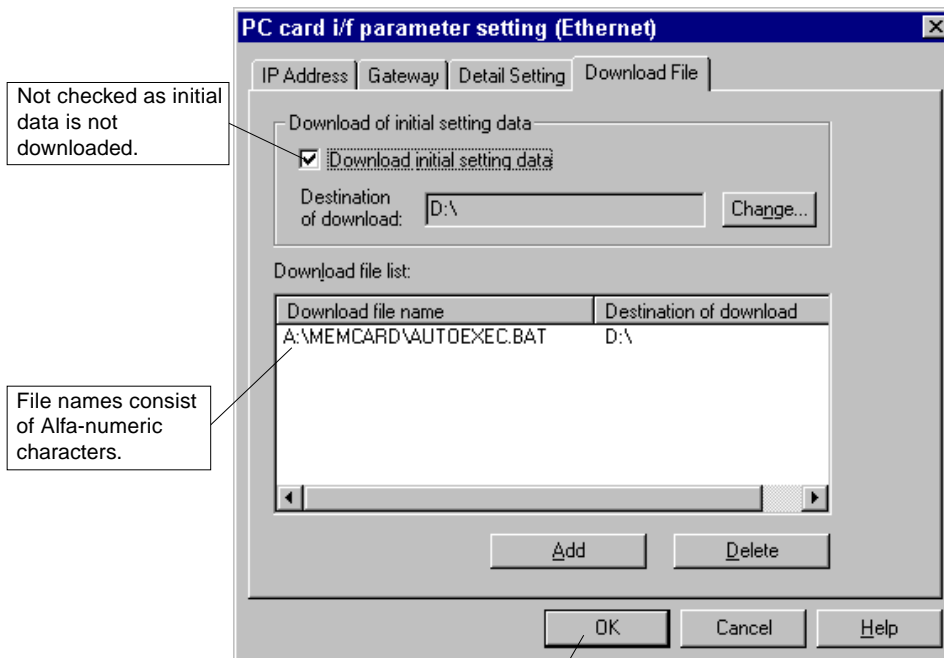 PC card i/f parameter setting (Ethernet)
IP Address
Gateway
Detail Setting
Download File
Not checked as initial
data is not
downloaded.
Download of initial setting data
Download initial setting data
Destination
of download:
D:\
Change...
Download file list:
Download file name
Destination of download
A:\MEMCARD\AUTOEXEC.BAT
D:\
File names consist
of Alfa-numeric
characters.
Add
Delete
OK
Cancel
Help